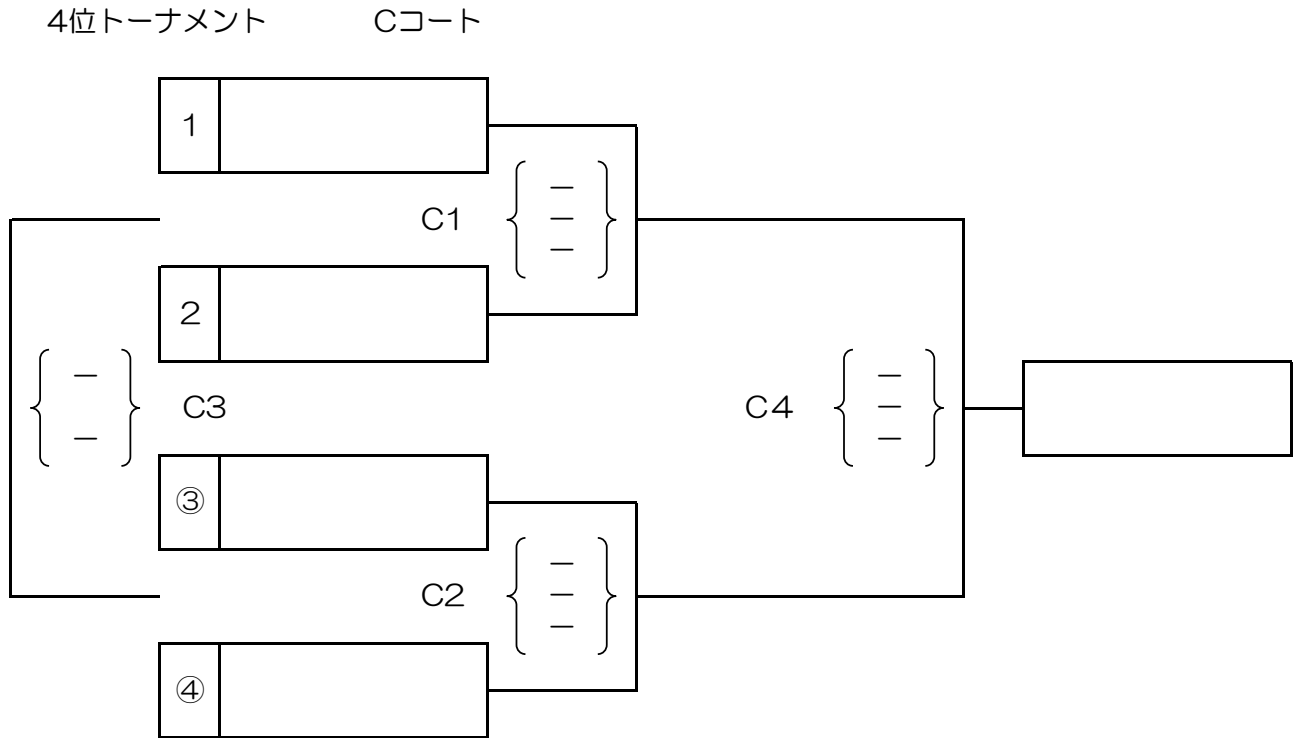 4位トーナメント　　Cコート
1
C1 { － － － }
2
{ － － } C3
C4 { － － － }
③
C2 { － － － }
④